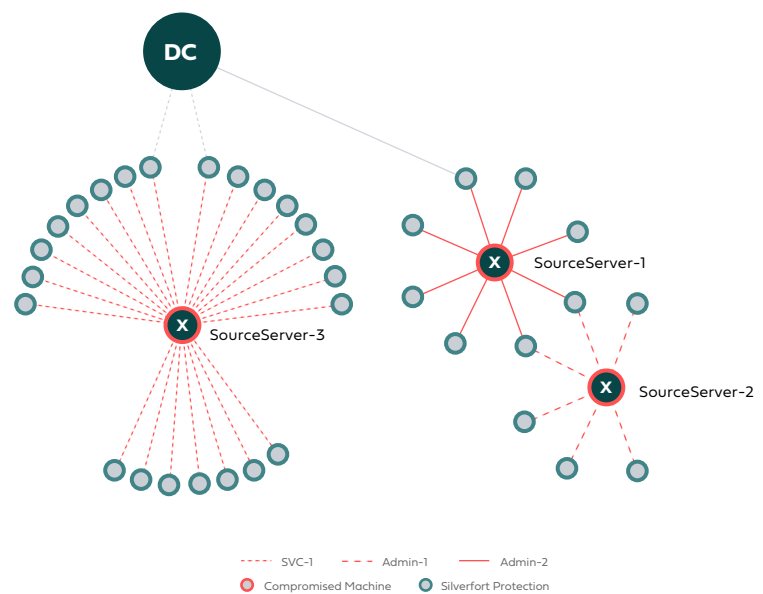 DC
X
SourceServer-1
X
SourceServer-3
X
SourceServer-2
SVC-1
Admin-1
Admin-2
Compromised Machine
Silverfort Protection